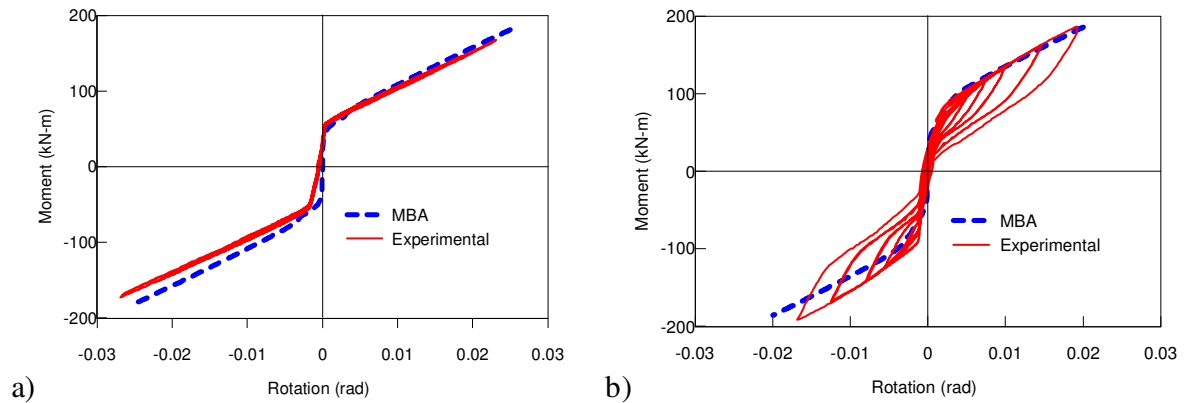 200
100
0
-100
-200
Moment (kN-m)
MBA
Experimental
-0.03 -0.02 -0.01 0 0.01 0.02 0.03
Rotation (rad)
a)
200
100
0
-100
-200
Moment (kN-m)
MBA
Experimental
-0.03 -0.02 -0.01 0 0.01 0.02 0.03
Rotation (rad)
b)